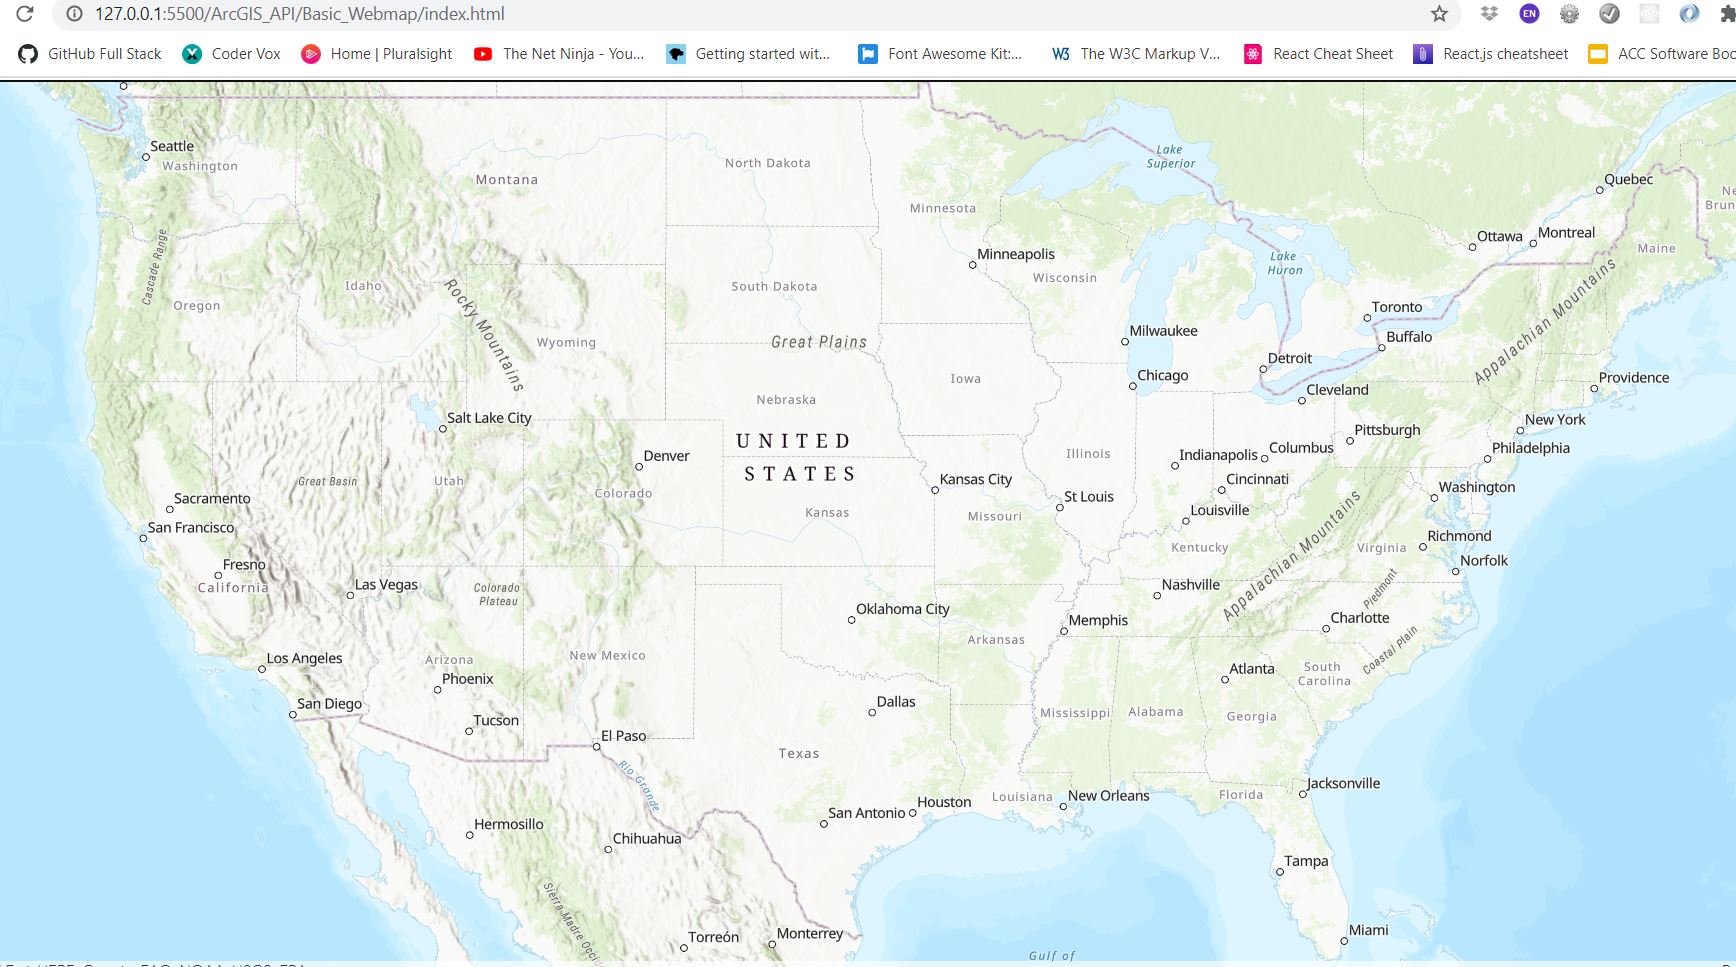 127.0.0.1:5500/ArcGIS_API/Basic_Webmap/index.html
EN
GitHub Full Stack
Coder Vox
Home | Pluralsight
The Net Ninja - You...
Getting started wit...
Font Awesome Kit:...
W3
The W3C Markup V...
React Cheat Sheet
React.js cheatsheet
ACC Software Boo
Seattle
Washington
Montana
North Dakota
Minnesota
Lake
Superior
Quebec
Ne
Brun
Ottawa
Montreal
Maine
Minneapolis
Wisconsin
Lake
Huron
Cascade Range
Oregon
Idaho
Rocky Mountains
South Dakota
Wyoming
Great Plains
Milwaukee
Toronto
Buffalo
Appalachian Mountains
Detroit
Chicago
Cleveland
Providence
Iowa
Nebraska
Salt Lake City
UNITED
STATES
New York
Pittsburgh
Philadelphia
Columbus
Indianapolis
Illinois
Denver
Great Basin
Utah
Colorado
Kansas City
Cincinnati
Washington
Sacramento
St Louis
Kansas
Missouri
Louisville
San Francisco
Richmond
Kentucky
Appalachian Mountains
Virginia
Norfolk
Fresno
California
Las Vegas
Colorado
Plateau
Nashville
Piedmont
Oklahoma City
Memphis
Charlotte
Arkansas
Coastal Plain
Los Angeles
Arizona
New Mexico
Phoenix
Atlanta
South
Carolina
San Diego
Dallas
Mississippi
Alabama
Georgia
Tucson
El Paso
Texas
Rio Grande
Jacksonville
Louisiana
New Orleans
Florida
Houston
San Antonio
Hermosillo
Chihuahua
Tampa
Sierra Madre Occi
Torreón
Monterrey
Miami
Gulf of